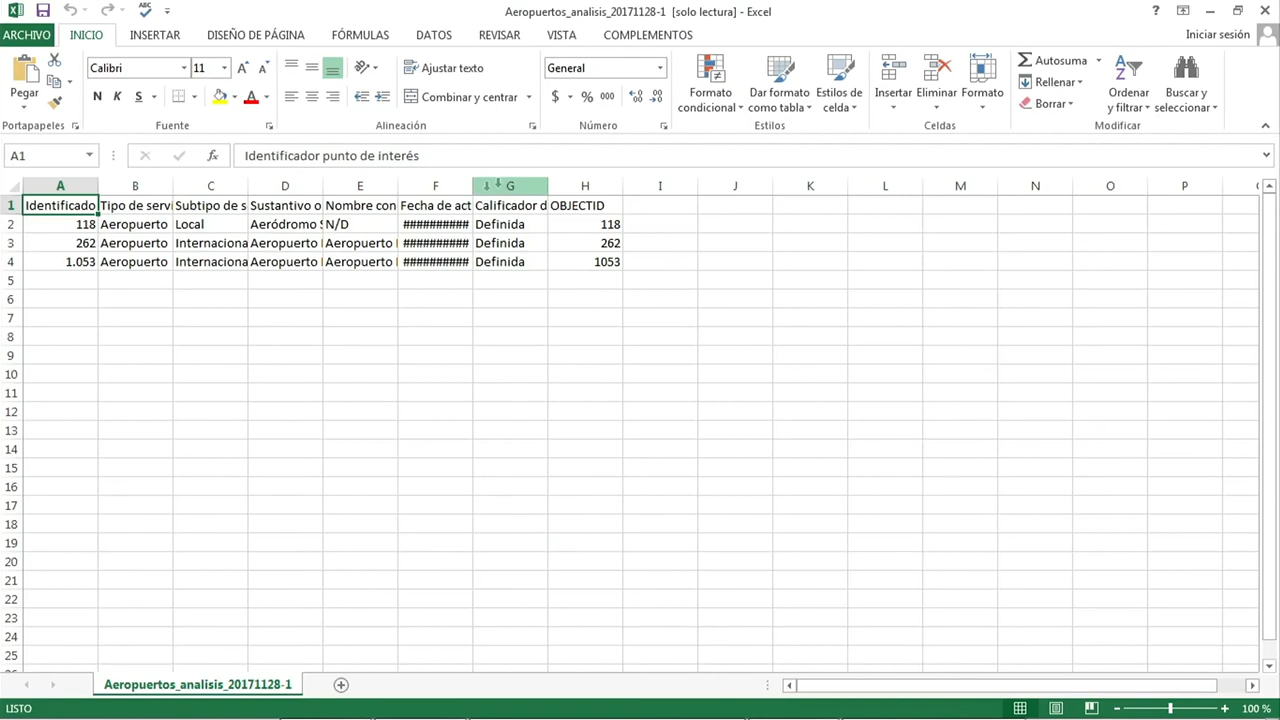 Aeropuertos_analisis_20171128-1 [solo lectura] - Excel
ARCHIVO INICIO INSERTAR DISEÑO DE PÁGINA FÓRMULAS DATOS REVISAR VISTA COMPLEMENTOS Iniciar sesión
Pegar
Portapapeles
Calibri 11
N K S
Fuente
Ajustar texto
Combinar y centrar
Alineación
General
$ % 000
Número
Formato condicional
Dar formato como tabla
Estilos de celda
Estilos
Insertar Eliminar Formato
Celdas
Autosuma
Rellenar
Borrar
Ordenar y filtrar
Buscar y seleccionar
Modificar
A1 fx Identificador punto de interés
A B C D E F G H I J K L M N O P
1 Identificado Tipo de servi Subtipo de s Sustantivo o Nombre con Fecha de act Calificador d OBJECTID
2 118 Aeropuerto Local Aeródromo S N/D ########## Definida 118
3 262 Aeropuerto Internaciona Aeropuerto Aeropuerto ########## Definida 262
4 1.053 Aeropuerto Internaciona Aeropuerto Aeropuerto ########## Definida 1053
5
6
7
8
9
10
11
12
13
14
15
16
17
18
19
20
21
22
23
24
25
Aeropuertos_analisis_20171128-1
LISTO 100 %